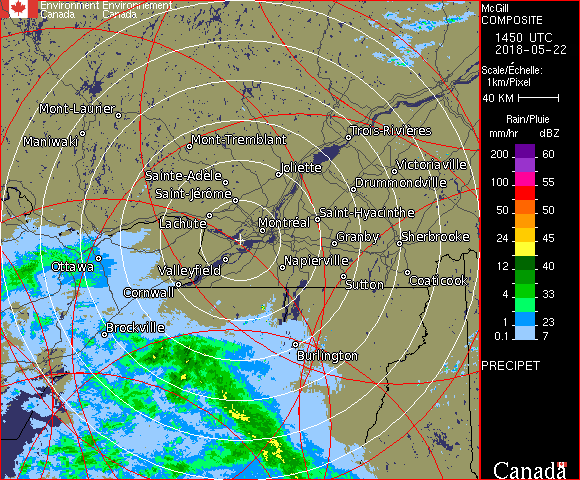 Environment Environnement
Canada Canada
McGill
COMPOSITE
1450 UTC
2018-05-22
Scale/Échelle:
1km/Pixel
40 KM
Rain/Pluie
mm/hr dBZ
200 60
100 55
50 50
24 45
12 40
4 33
1 23
0.1 7
PRECIPET
Mont-Laurier
Maniwaki
Mont-Tremblant
Trois-Rivières
Joliette
Victoriaville
Sainte-Adèle
Drummondville
Saint-Jérôme
Lachute
Saint-Hyacinthe
Montréal
Granby
Sherbrooke
Ottawa
Valleyfield
Napierville
Cornwall
Sutton
Coaticook
Brockville
Burlington
Canada